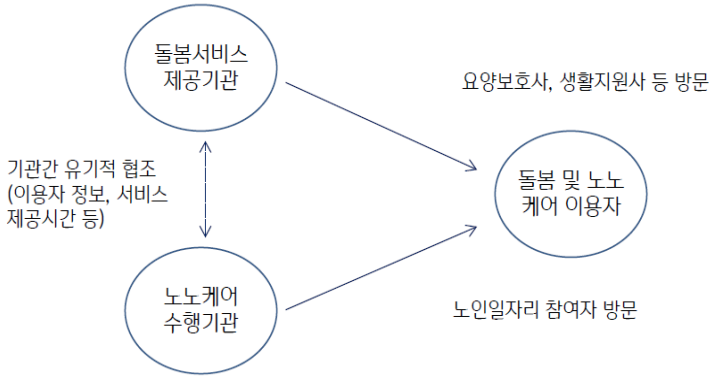 돌봄서비스
제공기관
요양보호사, 생활지원사 등 방문
기관간 유기적 협조
(이용자 정보, 서비스
제공시간 등)
돌봄 및 노노
케어 이용자
노노케어
수행기관
노인일자리 참여자 방문